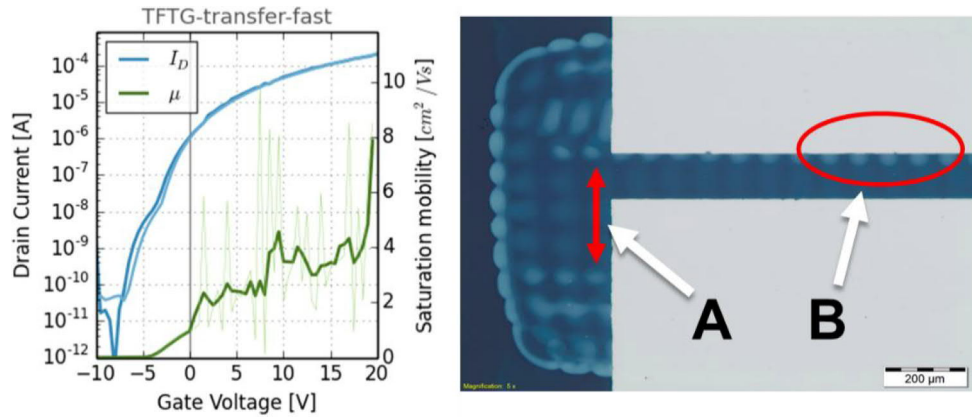 TFTG-transfer-fast
I_D
μ
Drain Current [A]
10^-4
10^-5
10^-6
10^-7
10^-8
10^-9
10^-10
10^-11
10^-12
10
8
6
4
2
0
Saturation mobility [cm^2/Vs]
-10 -5 0 5 10 15 20
Gate Voltage [V]
A
B
Magnification: 5 x
200 μm